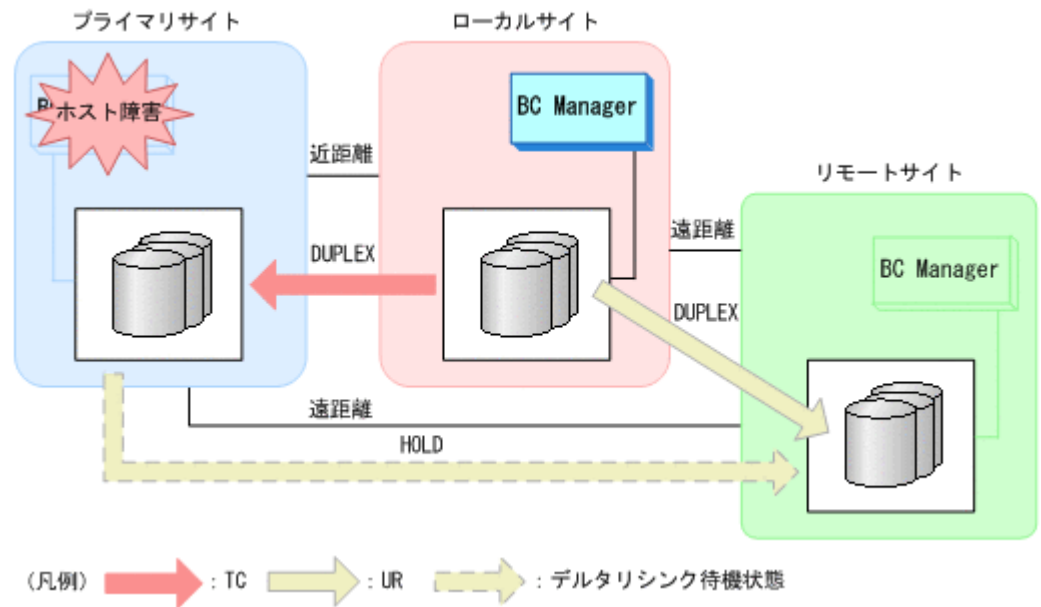 プライマリサイト
ローカルサイト
ホスト障害
BC Manager
近距離
リモートサイト
遠距離
DUPLEX
BC Manager
DUPLEX
遠距離
HOLD
(凡例)
:TC
:UR
:デルタリシンク待機状態